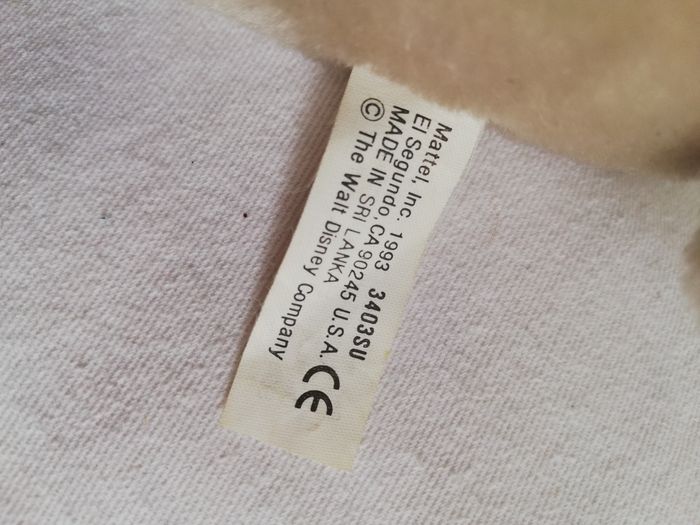 Mattel, Inc. 1993 3403SU
El Segundo, CA 90245 U.S.A.
MADE IN SRI LANKA
© The Walt Disney Company
CE